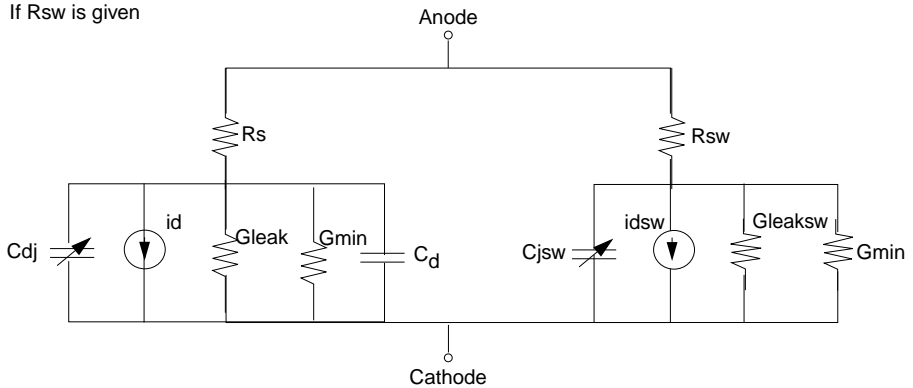 If Rsw is given
Anode
Rs
Rsw
Cdj
id
Gleak
Gmin
Cd
Cjsw
idsw
Gleaksw
Gmin
Cathode